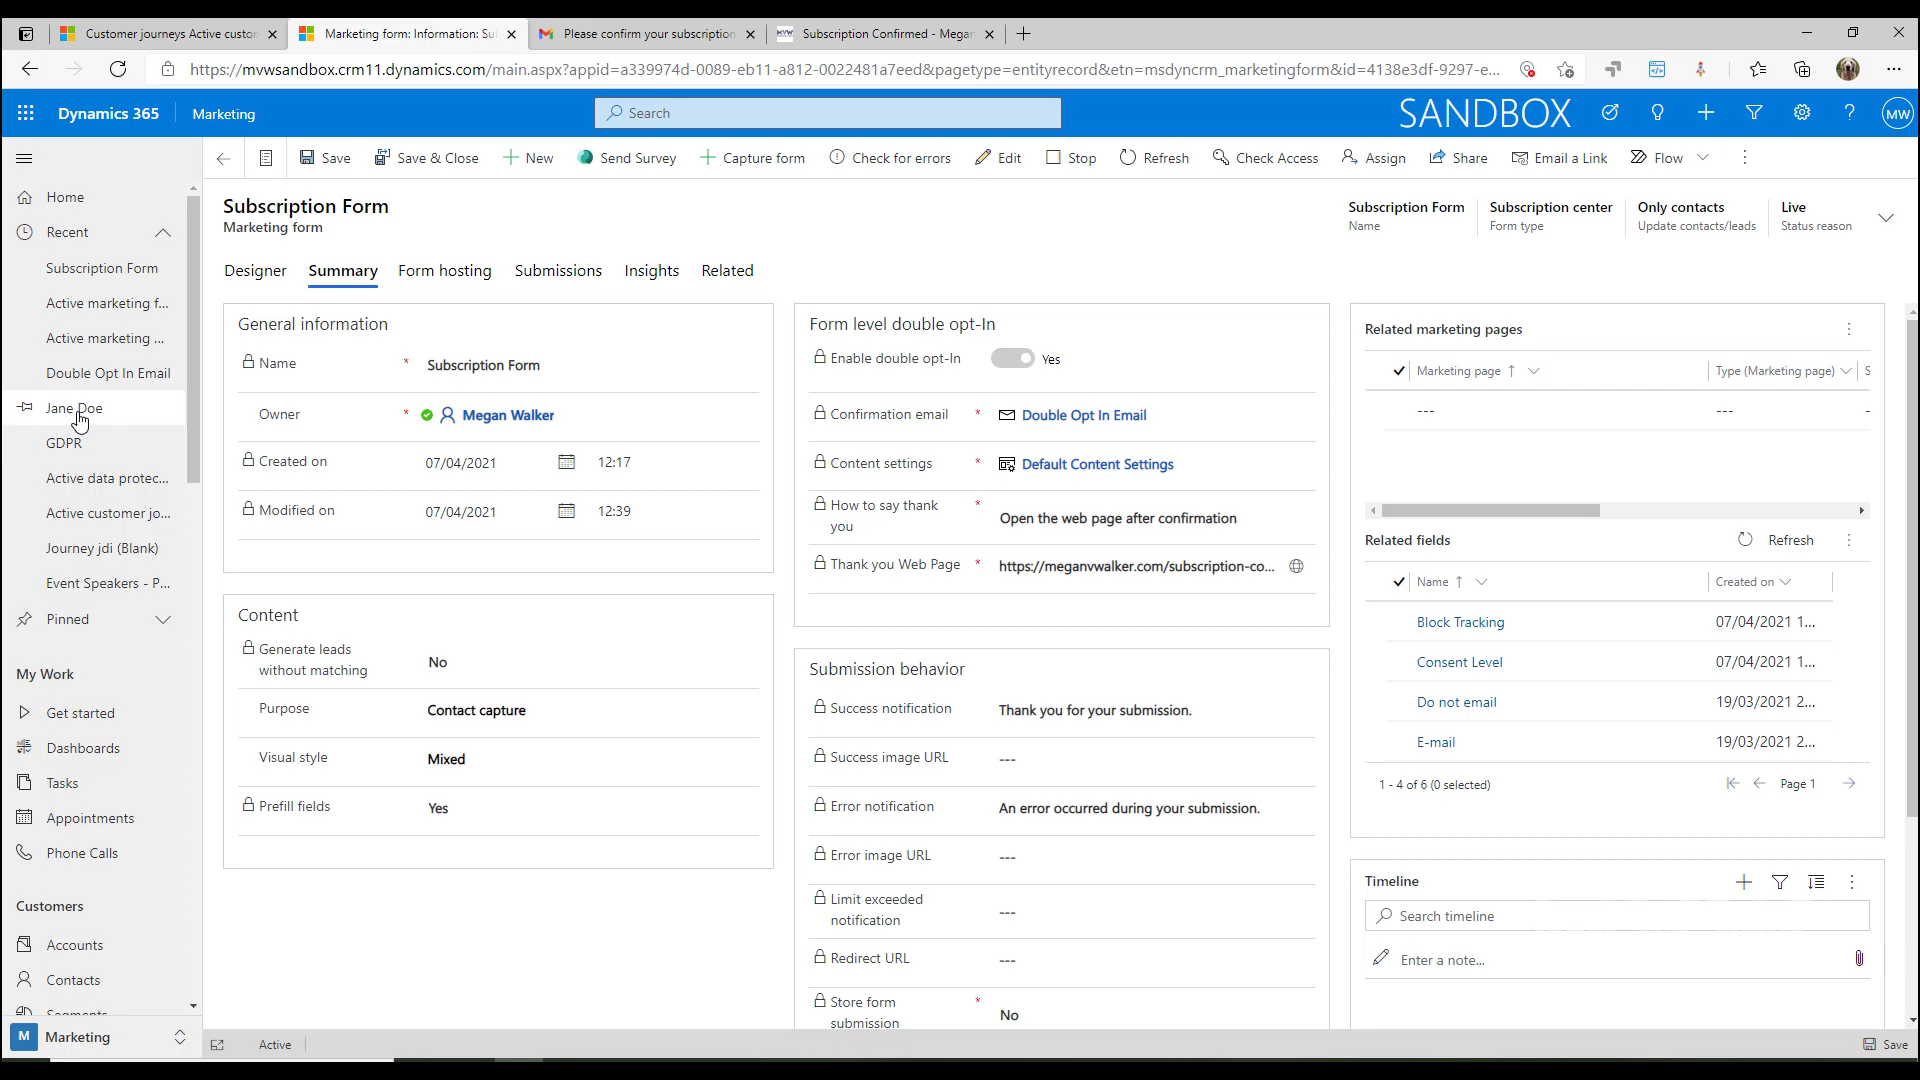 Customer journeys Active custo
Marketing form: Information: Su
Please confirm your subscription
MVW
Subscription Confirmed - Megan
https://mvwsandbox.crm11.dynamics.com/main.aspx?appid=a339974d-0089-eb11-a812-0022481a7eed&pagetype=entityrecord&etn=msdyncrm_marketingform&id=4138e3df-9297-e...
Dynamics 365
Marketing
Search
SANDBOX
MW
Save
Save & Close
New
Send Survey
Capture form
Check for errors
Edit
Stop
Refresh
Check Access
Assign
Share
Email a Link
Flow
Home
Recent
Subscription Form
Active marketing f...
Active marketing ...
Double Opt In Email
Jane Doe
GDPR
Active data protec...
Active customer jo...
Journey jdi (Blank)
Event Speakers - P...
Pinned
My Work
Get started
Dashboards
Tasks
Appointments
Phone Calls
Customers
Accounts
Contacts
Segments
M Marketing
Subscription Form
Marketing form
Subscription Form
Name
Subscription center
Form type
Only contacts
Update contacts/leads
Live
Status reason
Designer
Summary
Form hosting
Submissions
Insights
Related
General information
Name * Subscription Form
Owner * Megan Walker
Created on 07/04/2021 12:17
Modified on 07/04/2021 12:39
Content
Generate leads
without matching
No
Purpose Contact capture
Visual style Mixed
Prefill fields Yes
Form level double opt-In
Enable double opt-In Yes
Confirmation email * Double Opt In Email
Content settings * Default Content Settings
How to say thank
you
* Open the web page after confirmation
Thank you Web Page * https://meganvwalker.com/subscription-co...
Submission behavior
Success notification Thank you for your submission.
Success image URL ---
Error notification An error occurred during your submission.
Error image URL ---
Limit exceeded
notification
---
Redirect URL ---
Store form
submission
* No
Related marketing pages
Marketing page Type (Marketing page) S
--- --- -
Related fields
Refresh
Name Created on
Block Tracking 07/04/2021 1...
Consent Level 07/04/2021 1...
Do not email 19/03/2021 2...
E-mail 19/03/2021 2...
1 - 4 of 6 (0 selected)
Page 1
Timeline
Search timeline
Enter a note...
Active
Save